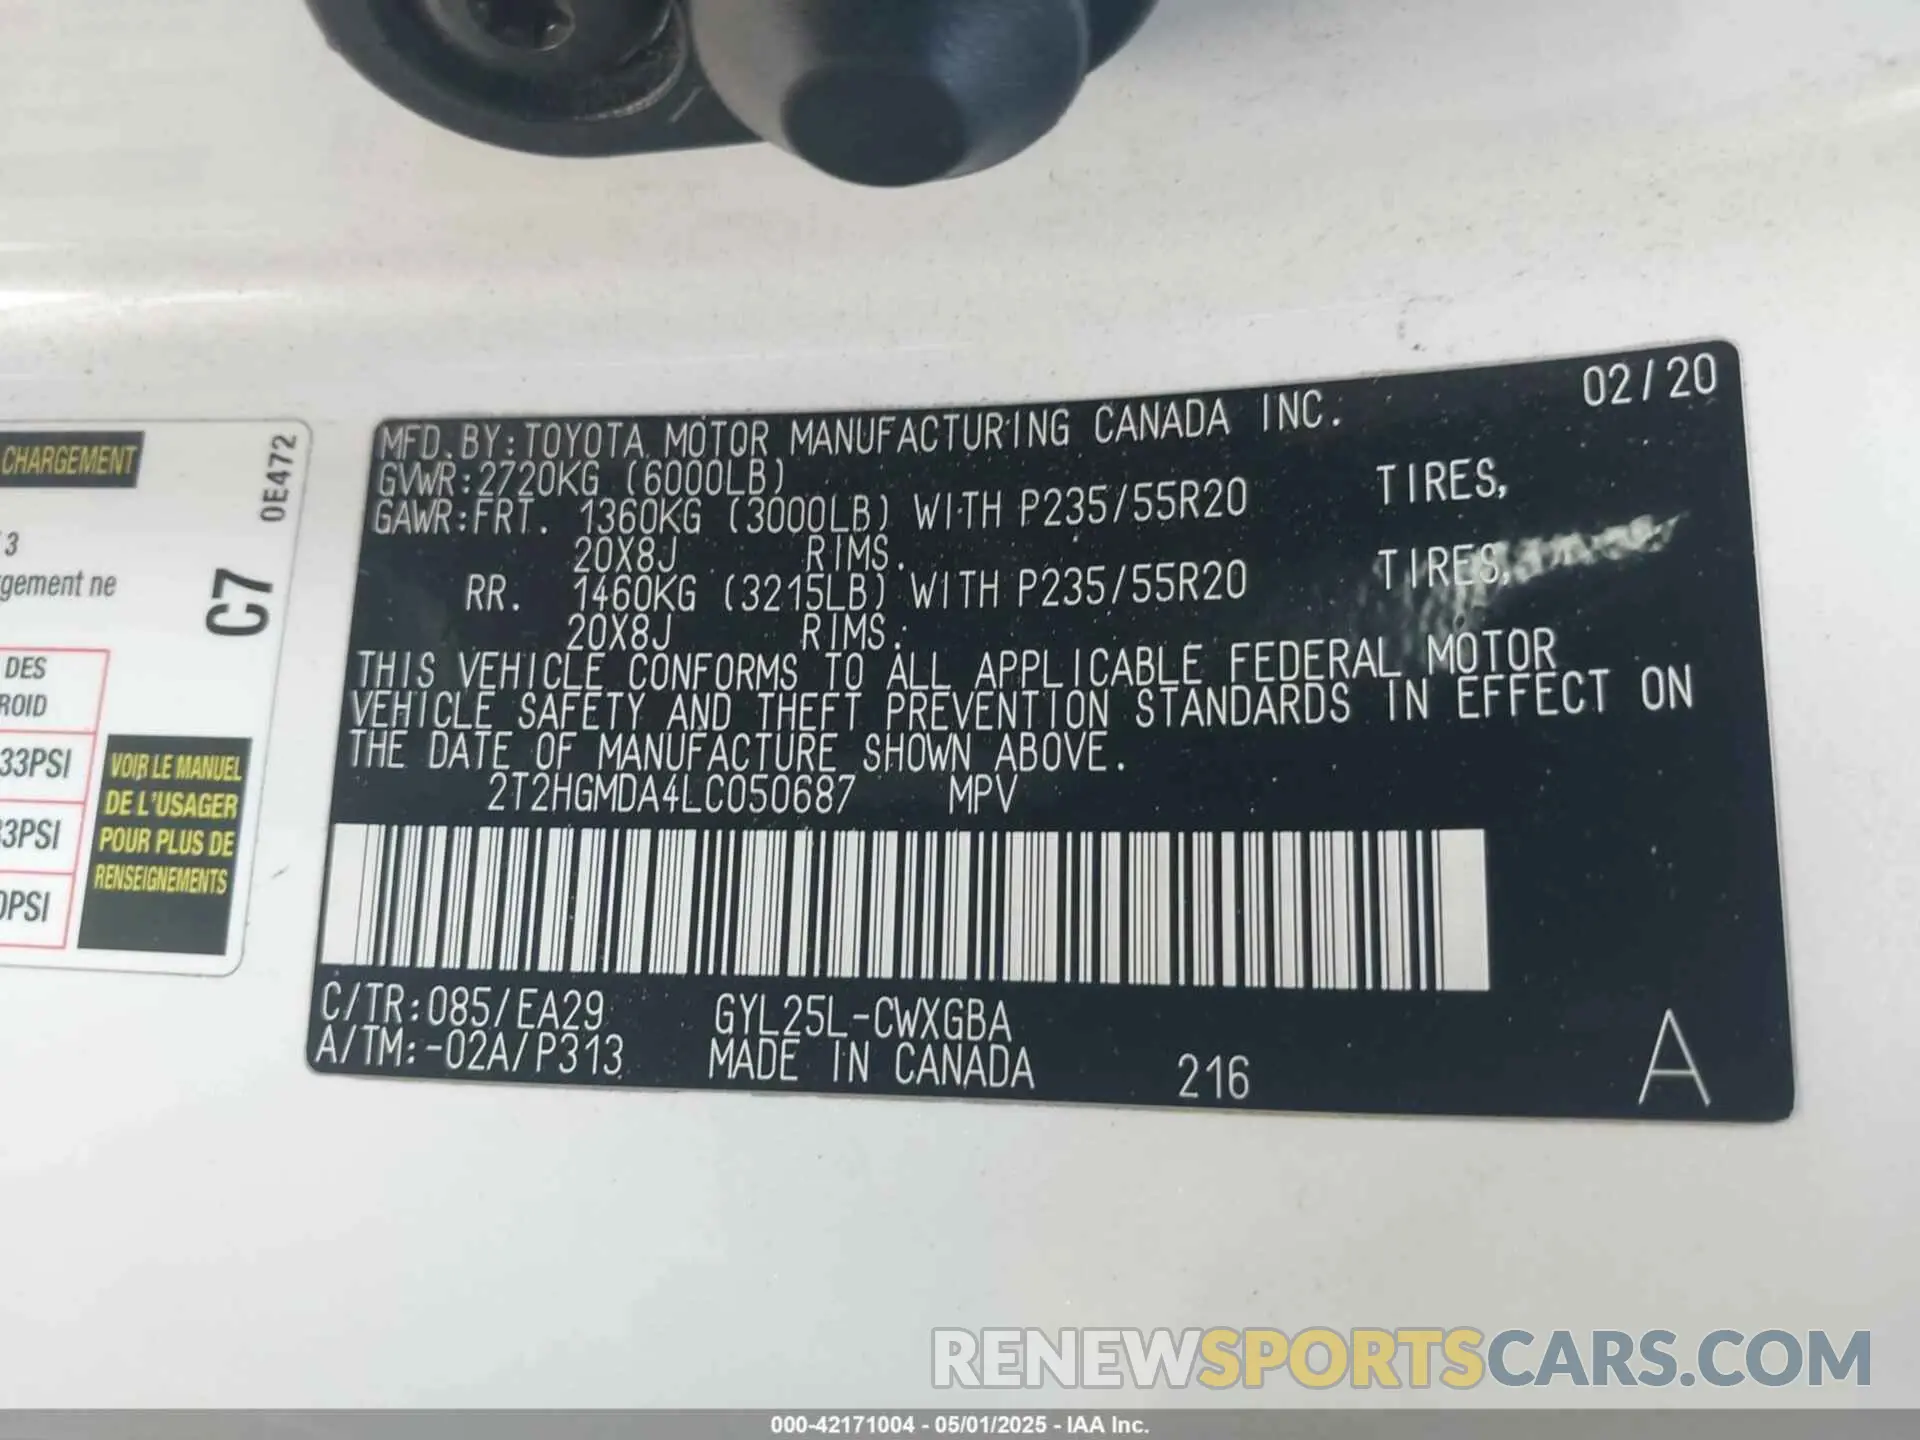 CHARGEMENT
0E472
3
gement ne
C7
DES
ROID
33PSI
3PSI
0PSI
VOIR LE MANUEL
DE L'USAGER
POUR PLUS DE
RENSEIGNEMENTS
02/20
MFD.BY:TOYOTA MOTOR MANUFACTURING CANADA INC.
GVWR:2720KG (6000LB)
GAWR:FRT. 1360KG (3000LB) WITH P235/55R20 TIRES,
20X8J RIMS.
RR. 1460KG (3215LB) WITH P235/55R20 TIRES,
20X8J RIMS.
THIS VEHICLE CONFORMS TO ALL APPLICABLE FEDERAL MOTOR
VEHICLE SAFETY AND THEFT PREVENTION STANDARDS IN EFFECT ON
THE DATE OF MANUFACTURE SHOWN ABOVE.
2T2HGMDA4LC050687 MPV
C/TR:085/EA29 GYL25L-CWXGBA
A/TM:-02A/P313 MADE IN CANADA 216 A
RENEWSPORTSCARS.COM
000-42171004 - 05/01/2025 - IAA Inc.